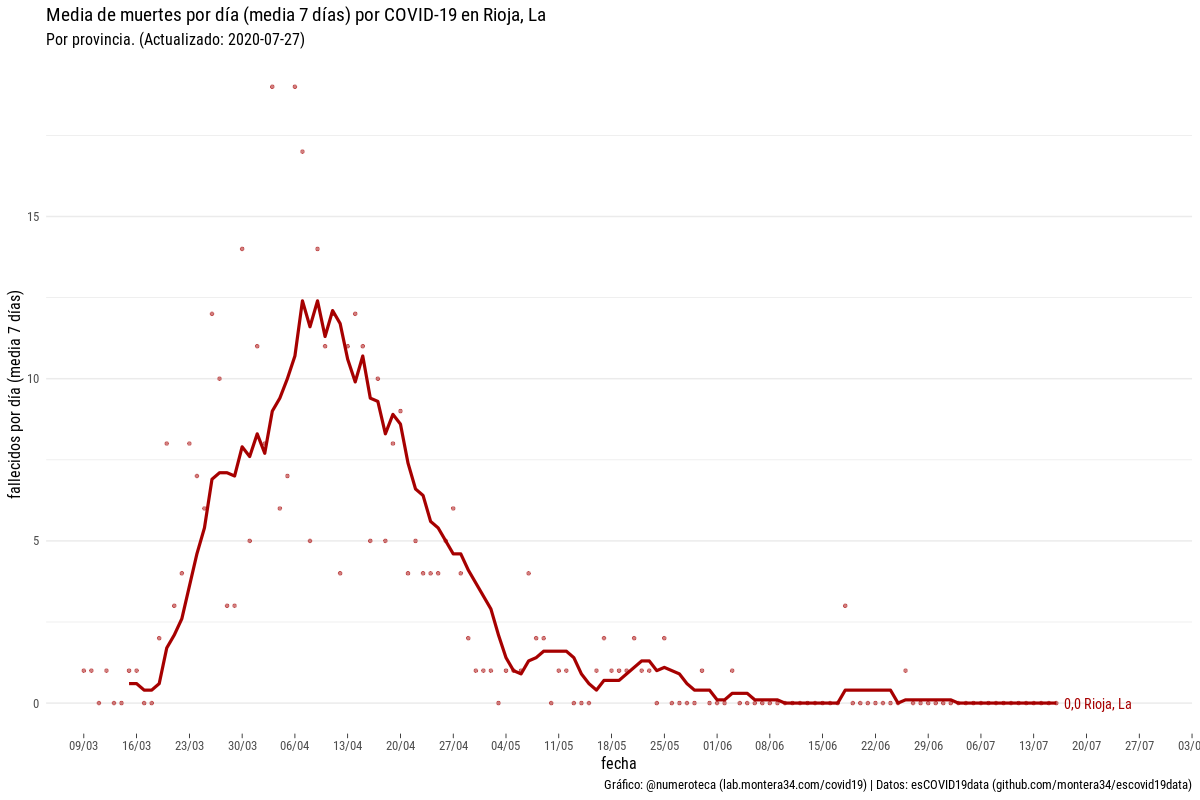 Media de muertes por día (media 7 días) por COVID-19 en Rioja, La
Por provincia. (Actualizado: 2020-07-27)
fallecidos por día (media 7 días)
15
10
5
0
0,0 Rioja, La
09/03 16/03 23/03 30/03 06/04 13/04 20/04 27/04 04/05 11/05 18/05 25/05 01/06 08/06 15/06 22/06 29/06 06/07 13/07 20/07 27/07 03/0
fecha
Gráfico: @numeroteca (lab.montera34.com/covid19) | Datos: esCOVID19data (github.com/montera34/escovid19data)